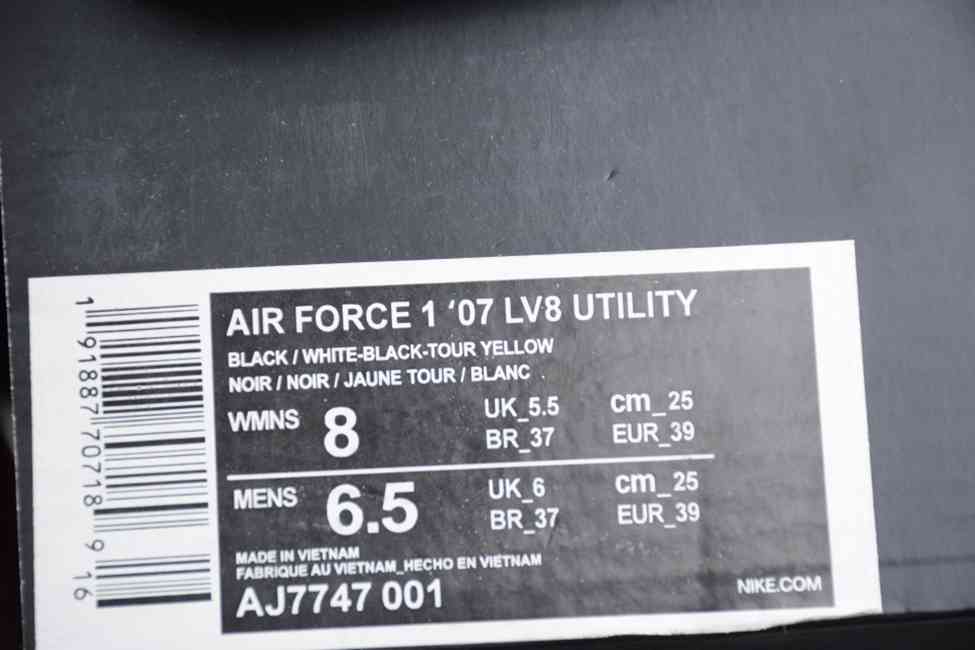 AIR FORCE 1 ‘07 LV8 UTILITY
BLACK / WHITE-BLACK-TOUR YELLOW
NOIR / NOIR / JAUNE TOUR / BLANC
WMNS 8 UK_5.5 cm_25
BR_37 EUR_39
MENS 6.5 UK_6 cm_25
BR_37 EUR_39
MADE IN VIETNAM
FABRIQUE AU VIETNAM_HECHO EN VIETNAM
AJ7747 001
NIKE.COM
1 91887 70718 9 16